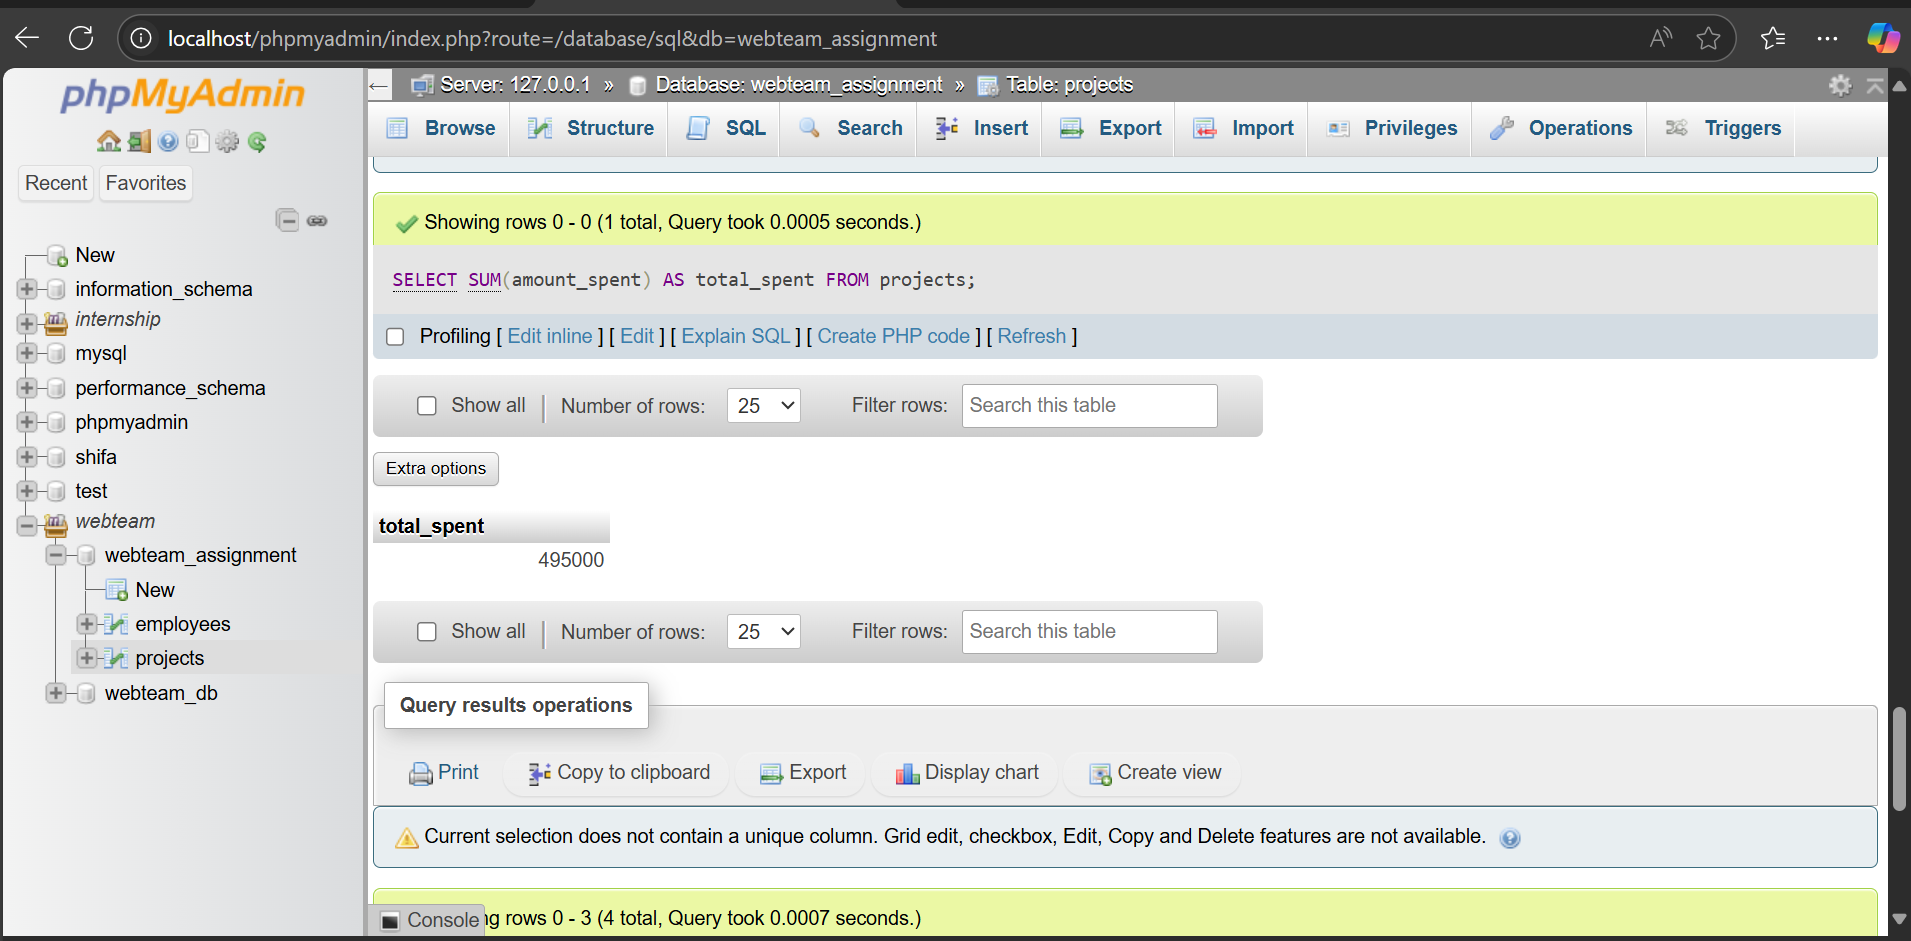 localhost/phpmyadmin/index.php?route=/database/sql&db=webteam_assignment
phpMyAdmin
Recent
Favorites
New
information_schema
internship
mysql
performance_schema
phpmyadmin
shifa
test
webteam
webteam_assignment
New
employees
projects
webteam_db
Server: 127.0.0.1 » Database: webteam_assignment » Table: projects
Browse
Structure
SQL
Search
Insert
Export
Import
Privileges
Operations
Triggers
Showing rows 0 - 0 (1 total, Query took 0.0005 seconds.)
SELECT SUM(amount_spent) AS total_spent FROM projects;
Profiling [ Edit inline ] [ Edit ] [ Explain SQL ] [ Create PHP code ] [ Refresh ]
Show all
Number of rows: 25
Filter rows: Search this table
Extra options
total_spent
495000
Show all
Number of rows: 25
Filter rows: Search this table
Query results operations
Print
Copy to clipboard
Export
Display chart
Create view
Current selection does not contain a unique column. Grid edit, checkbox, Edit, Copy and Delete features are not available.
Console
rows 0 - 3 (4 total, Query took 0.0007 seconds.)